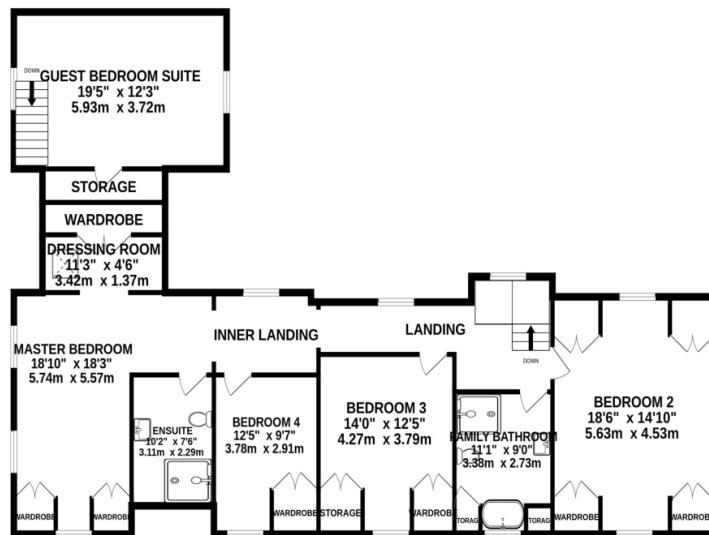 DOWN
GUEST BEDROOM SUITE
19'5" x 12'3"
5.93m x 3.72m
STORAGE
WARDROBE
DRESSING ROOM
11'3" x 4'6"
3.42m x 1.37m
INNER LANDING
LANDING
DOWN
MASTER BEDROOM
18'10" x 18'3"
5.74m x 5.57m
ENSUITE
10'2" x 7'6"
3.11m x 2.29m
BEDROOM 4
12'5" x 9'7"
3.78m x 2.91m
BEDROOM 3
14'0" x 12'5"
4.27m x 3.79m
FAMILY BATHROOM
11'1" x 9'0"
3.38m x 2.73m
BEDROOM 2
18'6" x 14'10"
5.63m x 4.53m
WARDROBE
WARDROBE
WARDROBE
STORAGE
WARDROBE
STORAG
STORAG
WARDROBE
WARDROBE